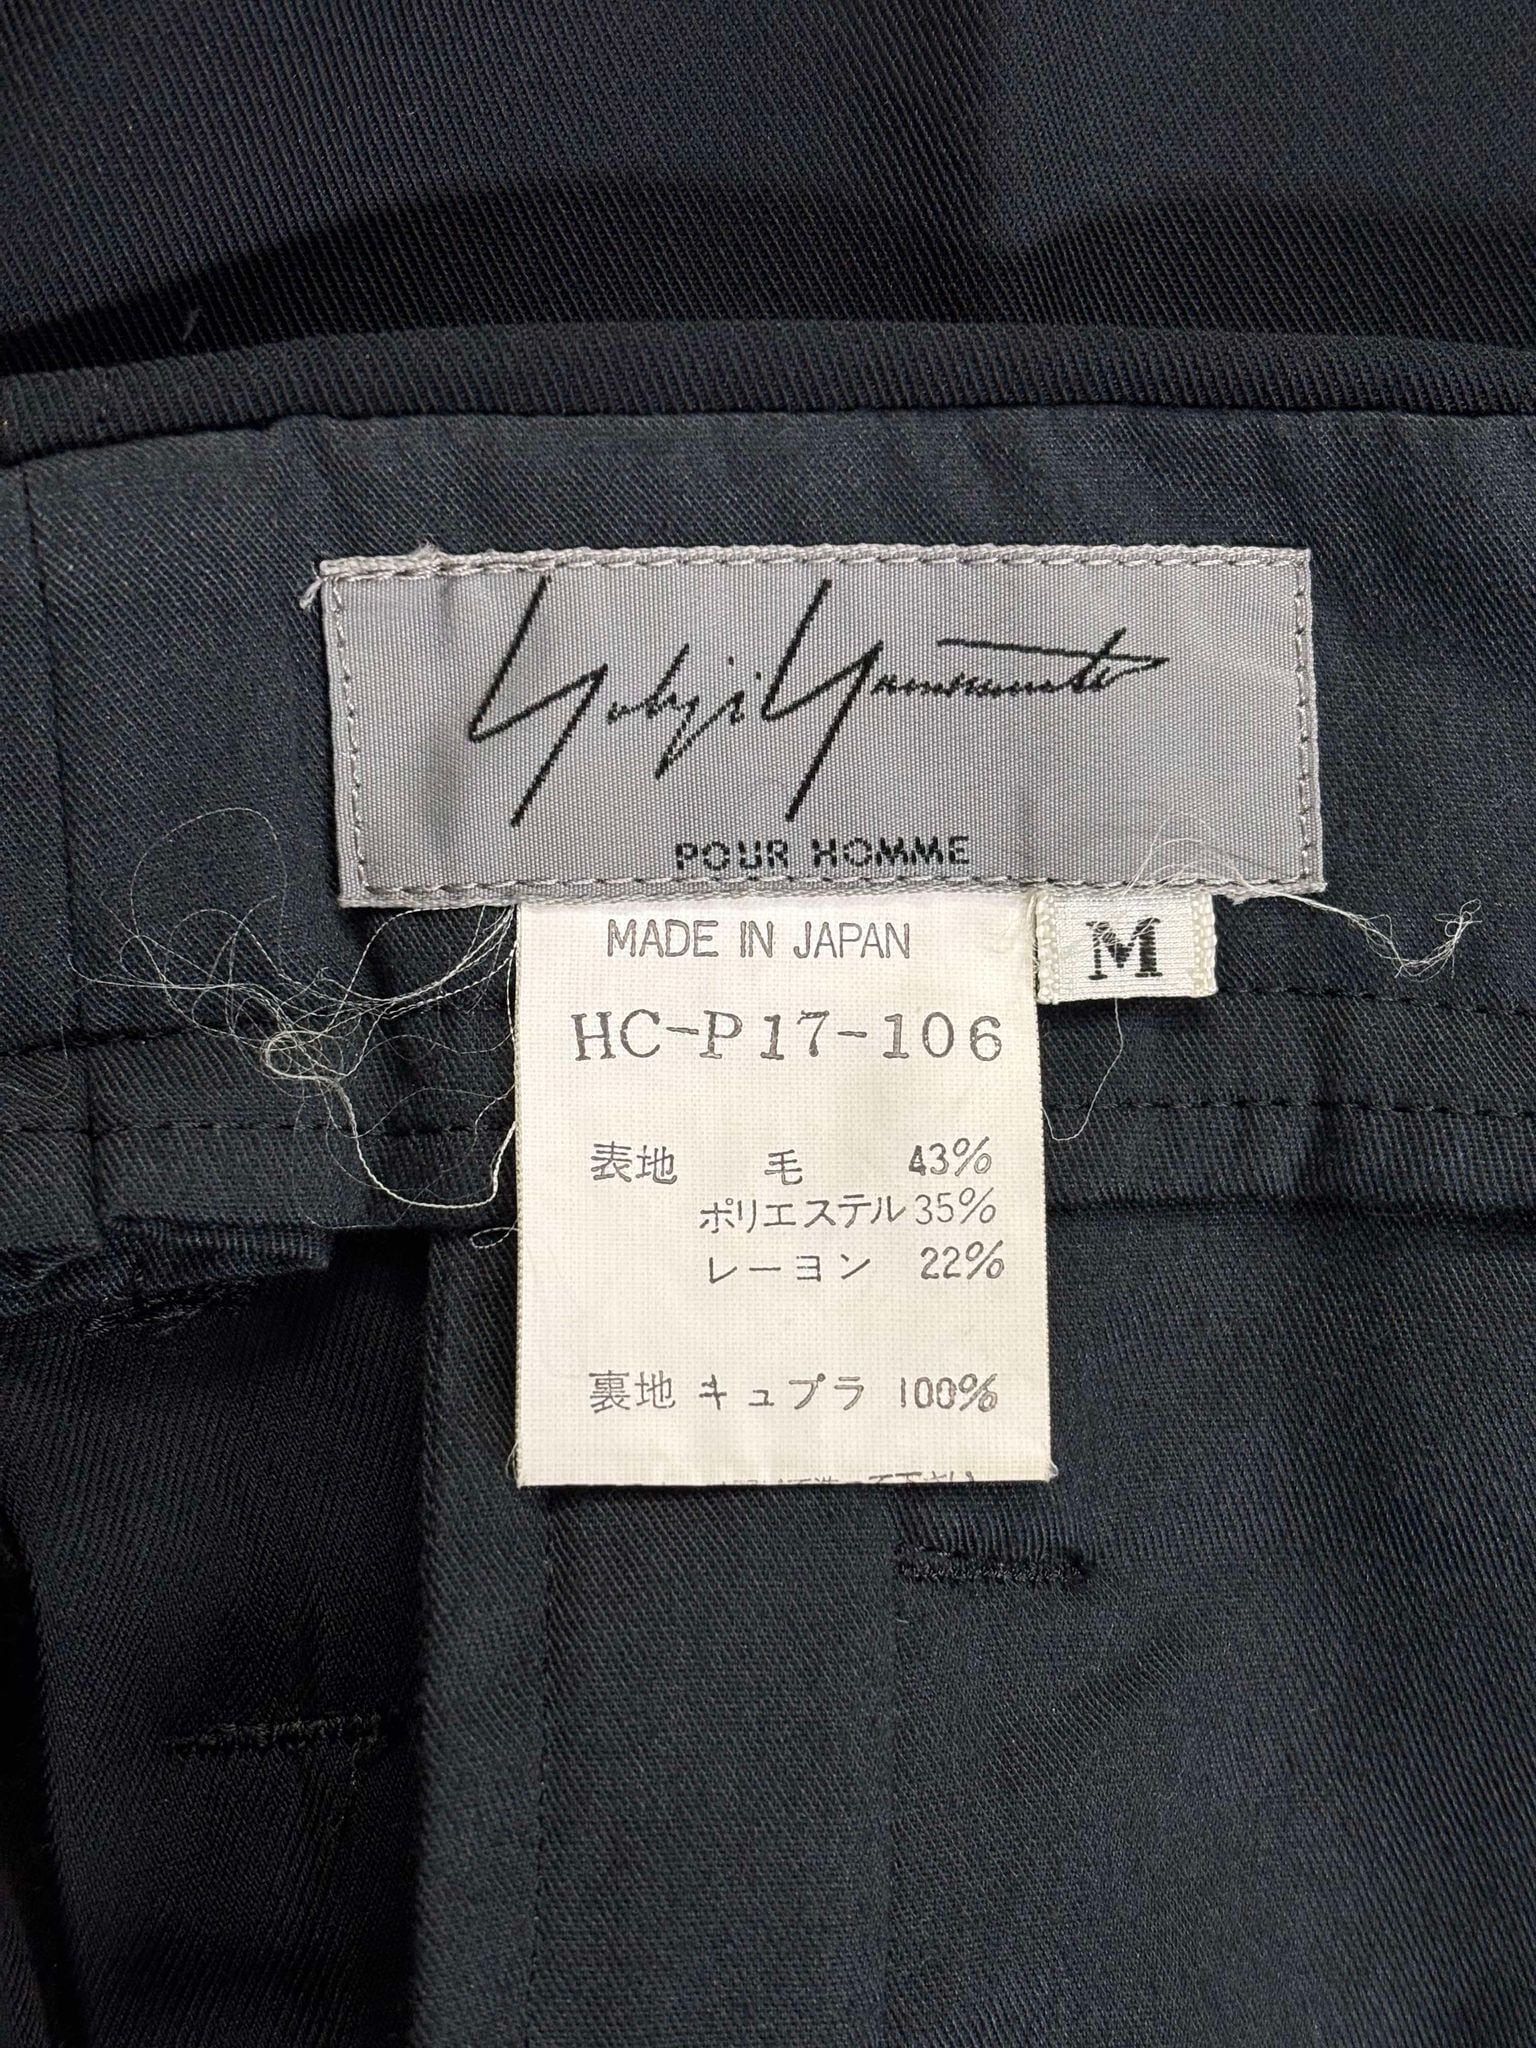 Yohji Yamamoto
POUR HOMME
M
MADE IN JAPAN
HC-P17-106
表地 毛 43%
ポリエステル 35%
レーヨン 22%
裏地 キュプラ 100%